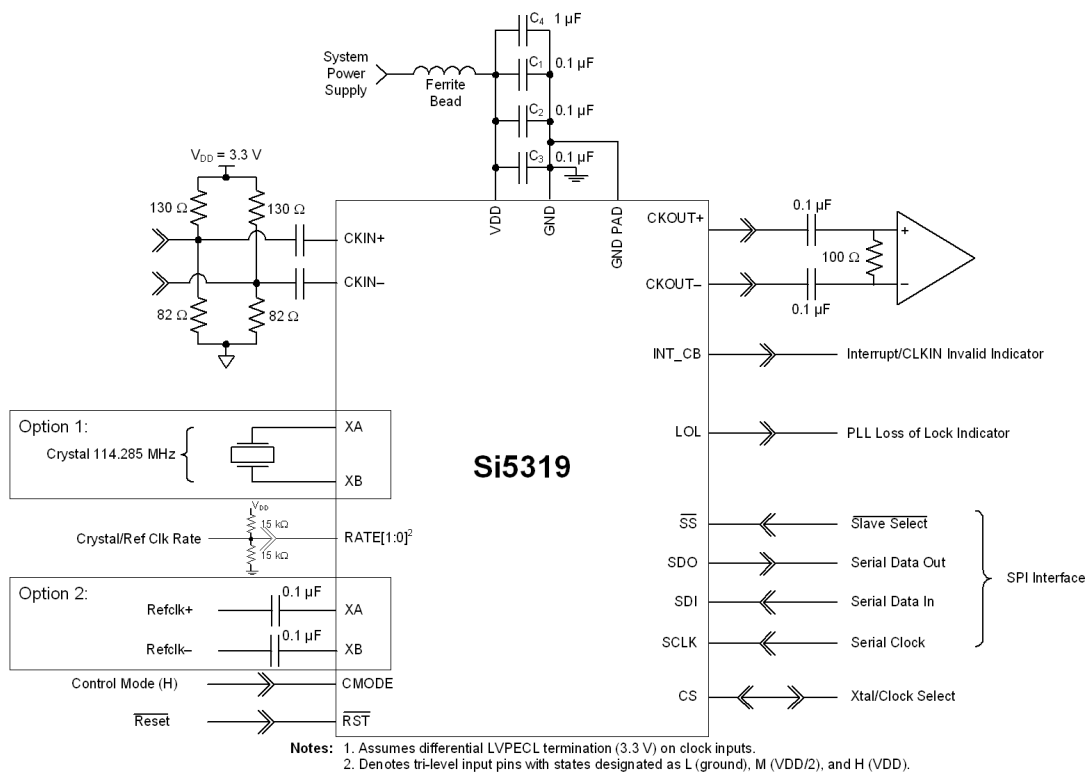 C4 1 µF
System
Power
Supply
Ferrite
Bead
C1 0.1 µF
C2 0.1 µF
C3 0.1 µF
VDD = 3.3 V
130 Ω
130 Ω
82 Ω
82 Ω
CKIN+
CKIN–
VDD
GND
GND PAD
CKOUT+
CKOUT–
0.1 µF
100 Ω
0.1 µF
+
–
INT_CB
Interrupt/CLKIN Invalid Indicator
LOL
PLL Loss of Lock Indicator
Option 1:
Crystal 114.285 MHz
XA
XB
Si5319
VDD
15 kΩ
15 kΩ
Crystal/Ref Clk Rate
RATE[1:0]2
SS
Slave Select
SDO
Serial Data Out
SDI
Serial Data In
SCLK
Serial Clock
SPI Interface
CS
Xtal/Clock Select
Option 2:
0.1 µF
Refclk+
XA
0.1 µF
Refclk–
XB
Control Mode (H)
CMODE
Reset
RST
Notes: 1. Assumes differential LVPECL termination (3.3 V) on clock inputs.
2. Denotes tri-level input pins with states designated as L (ground), M (VDD/2), and H (VDD).